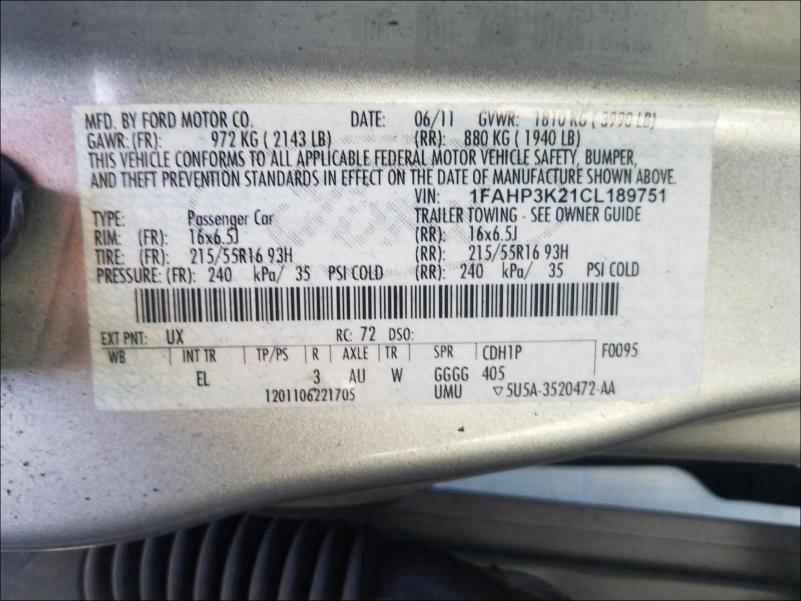 MFD. BY FORD MOTOR CO. DATE: 06/11 GVWR: 1810 KG ( 3990 LB)
GAWR: (FR): 972 KG ( 2143 LB) (RR): 880 KG ( 1940 LB)
THIS VEHICLE CONFORMS TO ALL APPLICABLE FEDERAL MOTOR VEHICLE SAFETY, BUMPER,
AND THEFT PREVENTION STANDARDS IN EFFECT ON THE DATE OF MANUFACTURE SHOWN ABOVE.
VIN: 1FAHP3K21CL189751
TYPE: Passenger Car TRAILER TOWING - SEE OWNER GUIDE
RIM: (FR): 16x6.5J (RR): 16x6.5J
TIRE: (FR): 215/55R16 93H (RR): 215/55R16 93H
PRESSURE: (FR): 240 kPa/ 35 PSI COLD (RR): 240 kPa/ 35 PSI COLD
EXT PNT: UX RC: 72 DSO:
WB INT TR TP/PS R AXLE TR SPR CDH1P F0095
EL 3 AU W GGGG 405
1201106221705 UMU ▽5U5A-3520472-AA